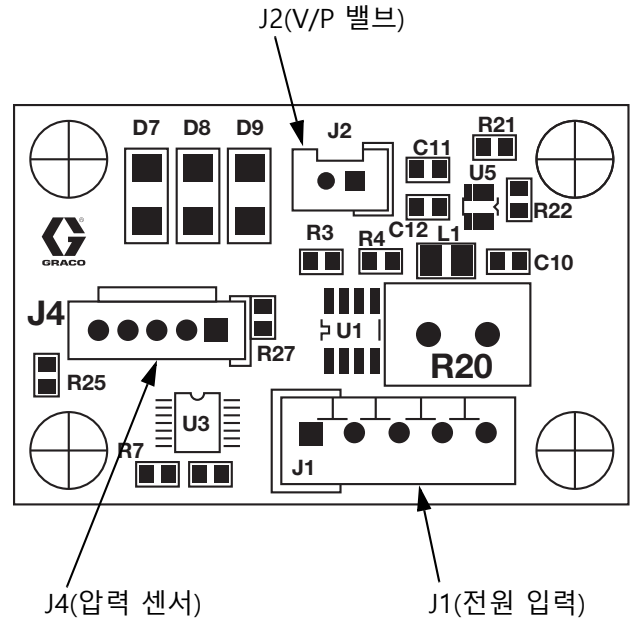 J2(V/P 밸브)
D7 D8 D9
J2
R21
C11
U5
R22
C12
R3
R4
L1
C10
GRACO
J4
R27
U1
R20
R25
U3
R7
J1
J4(압력 센서)
J1(전원 입력)